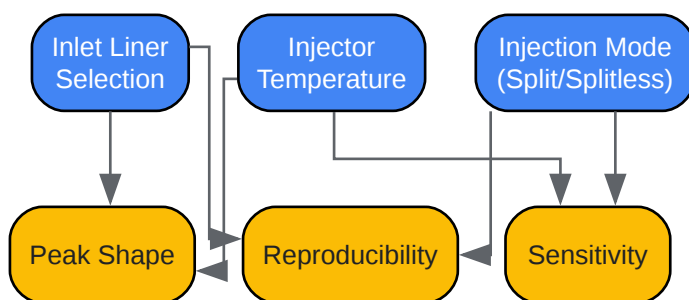 Inlet Liner
Selection
Injector
Temperature
Injection Mode
(Split/Splitless)
Peak Shape
Reproducibility
Sensitivity